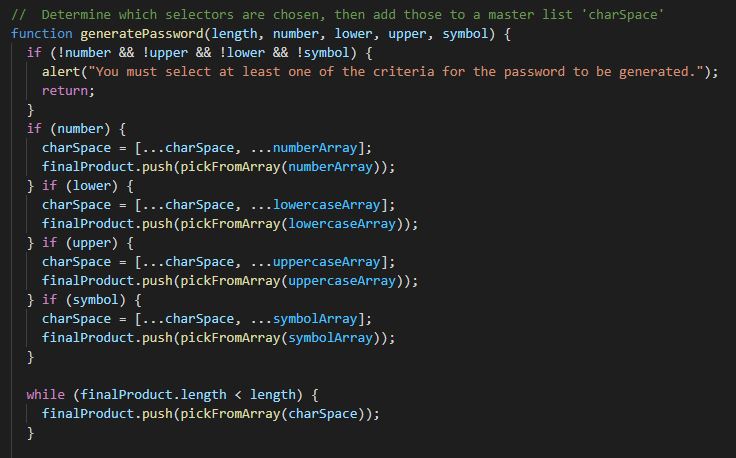 //  Determine which selectors are chosen, then add those to a master list 'charSpace'
function generatePassword(length, number, lower, upper, symbol) {
  if (!number && !upper && !lower && !symbol) {
    alert("You must select at least one of the criteria for the password to be generated.");
    return;
  }
  if (number) {
    charSpace = [...charSpace, ...numberArray];
    finalProduct.push(pickFromArray(numberArray));
  } if (lower) {
    charSpace = [...charSpace, ...lowercaseArray];
    finalProduct.push(pickFromArray(lowercaseArray));
  } if (upper) {
    charSpace = [...charSpace, ...uppercaseArray];
    finalProduct.push(pickFromArray(uppercaseArray));
  } if (symbol) {
    charSpace = [...charSpace, ...symbolArray];
    finalProduct.push(pickFromArray(symbolArray));
  }

  while (finalProduct.length < length) {
    finalProduct.push(pickFromArray(charSpace));
  }